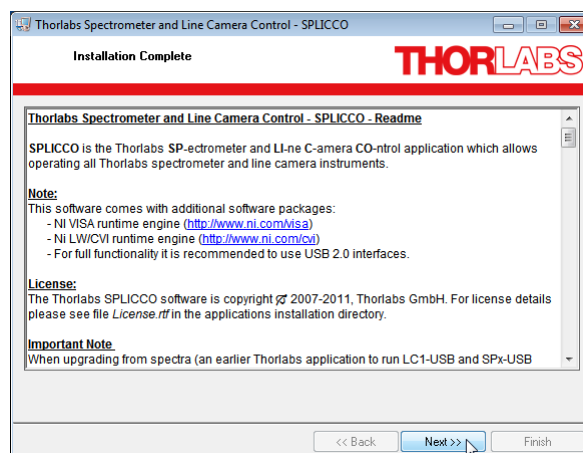 Thorlabs Spectrometer and Line Camera Control - SPLICCO
Installation Complete
THORLABS
Thorlabs Spectrometer and Line Camera Control - SPLICCO - Readme
SPLICCO is the Thorlabs SP-ectrometer and LI-ne C-amera CO-ntrol application which allows
operating all Thorlabs spectrometer and line camera instruments.
Note:
This software comes with additional software packages:
- NI VISA runtime engine (http://www.ni.com/visa)
- Ni LW/CVI runtime engine (http://www.ni.com/cvi)
- For full functionality it is recommended to use USB 2.0 interfaces.
License:
The Thorlabs SPLICCO software is copyright 2007-2011, Thorlabs GmbH. For license details
please see file License.rtf in the applications installation directory.
Important Note
When upgrading from spectra (an earlier Thorlabs application to run LC1-USB and SPx-USB
<< Back
Next >>
Finish